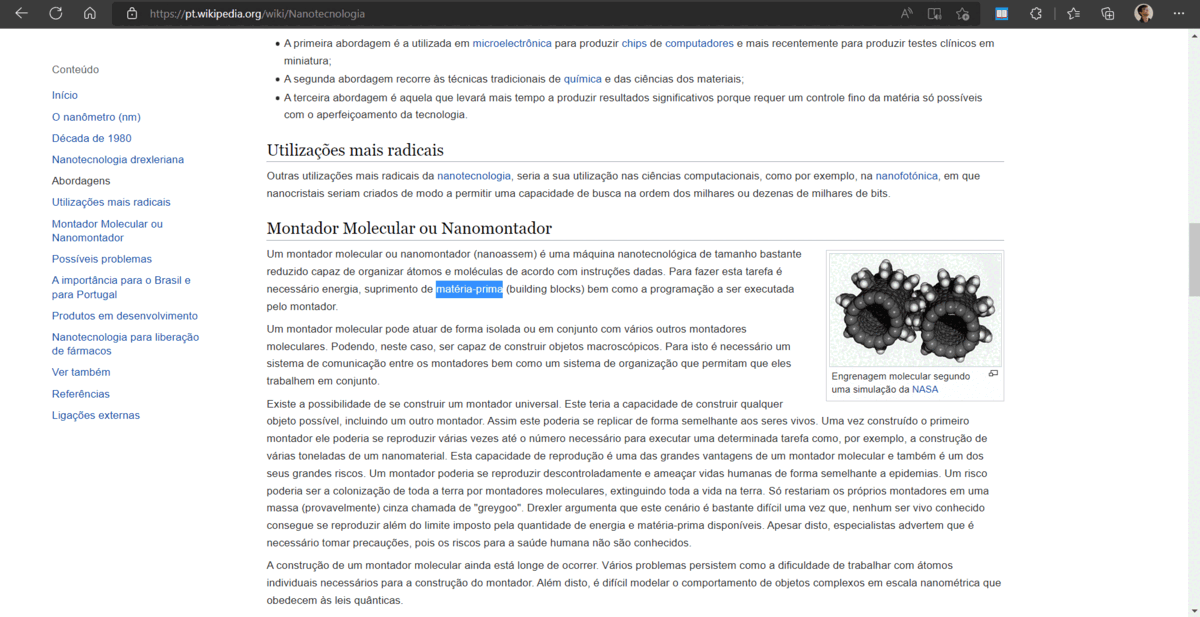 https://pt.wikipedia.org/wiki/Nanotecnologia
A primeira abordagem é a utilizada em microelectrônica para produzir chips de computadores e mais recentemente para produzir testes clínicos em
miniatura;
A segunda abordagem recorre às técnicas tradicionais de química e das ciências dos materiais;
A terceira abordagem é aquela que levará mais tempo a produzir resultados significativos porque requer um controle fino da matéria só possíveis
com o aperfeiçoamento da tecnologia.
Conteúdo
Início
O nanômetro (nm)
Década de 1980
Nanotecnologia drexleriana
Abordagens
Utilizações mais radicais
Montador Molecular ou
Nanomontador
Possíveis problemas
A importância para o Brasil e
para Portugal
Produtos em desenvolvimento
Nanotecnologia para liberação
de fármacos
Ver também
Referências
Ligações externas
Utilizações mais radicais
Outras utilizações mais radicais da nanotecnologia, seria a sua utilização nas ciências computacionais, como por exemplo, na nanofotónica, em que
nanocristais seriam criados de modo a permitir uma capacidade de busca na ordem dos milhares ou dezenas de milhares de bits.
Montador Molecular ou Nanomontador
Um montador molecular ou nanomontador (nanoassem) é uma máquina nanotecnológica de tamanho bastante
reduzido capaz de organizar átomos e moléculas de acordo com instruções dadas. Para fazer esta tarefa é
necessário energia, suprimento de matéria-prima (building blocks) bem como a programação a ser executada
pelo montador.
Engrenagem molecular segundo
uma simulação da NASA
Um montador molecular pode atuar de forma isolada ou em conjunto com vários outros montadores
moleculares. Podendo, neste caso, ser capaz de construir objetos macroscópicos. Para isto é necessário um
sistema de comunicação entre os montadores bem como um sistema de organização que permitam que eles
trabalhem em conjunto.
Existe a possibilidade de se construir um montador universal. Este teria a capacidade de construir qualquer
objeto possível, incluindo um outro montador. Assim este poderia se replicar de forma semelhante aos seres vivos. Uma vez construído o primeiro
montador ele poderia se reproduzir várias vezes até o número necessário para executar uma determinada tarefa como, por exemplo, a construção de
várias toneladas de um nanomaterial. Esta capacidade de reprodução é uma das grandes vantagens de um montador molecular e também é um dos
seus grandes riscos. Um montador poderia se reproduzir descontroladamente e ameaçar vidas humanas de forma semelhante a epidemias. Um risco
poderia ser a colonização de toda a terra por montadores moleculares, extinguindo toda a vida na terra. Só restariam os próprios montadores em uma
massa (provavelmente) cinza chamada de "greygoo". Drexler argumenta que este cenário é bastante difícil uma vez que, nenhum ser vivo conhecido
consegue se reproduzir além do limite imposto pela quantidade de energia e matéria-prima disponíveis. Apesar disto, especialistas advertem que é
necessário tomar precauções, pois os riscos para a saúde humana não são conhecidos.
A construção de um montador molecular ainda está longe de ocorrer. Vários problemas persistem como a dificuldade de trabalhar com átomos
individuais necessários para a construção do montador. Além disto, é difícil modelar o comportamento de objetos complexos em escala nanométrica que
obedecem às leis quânticas.